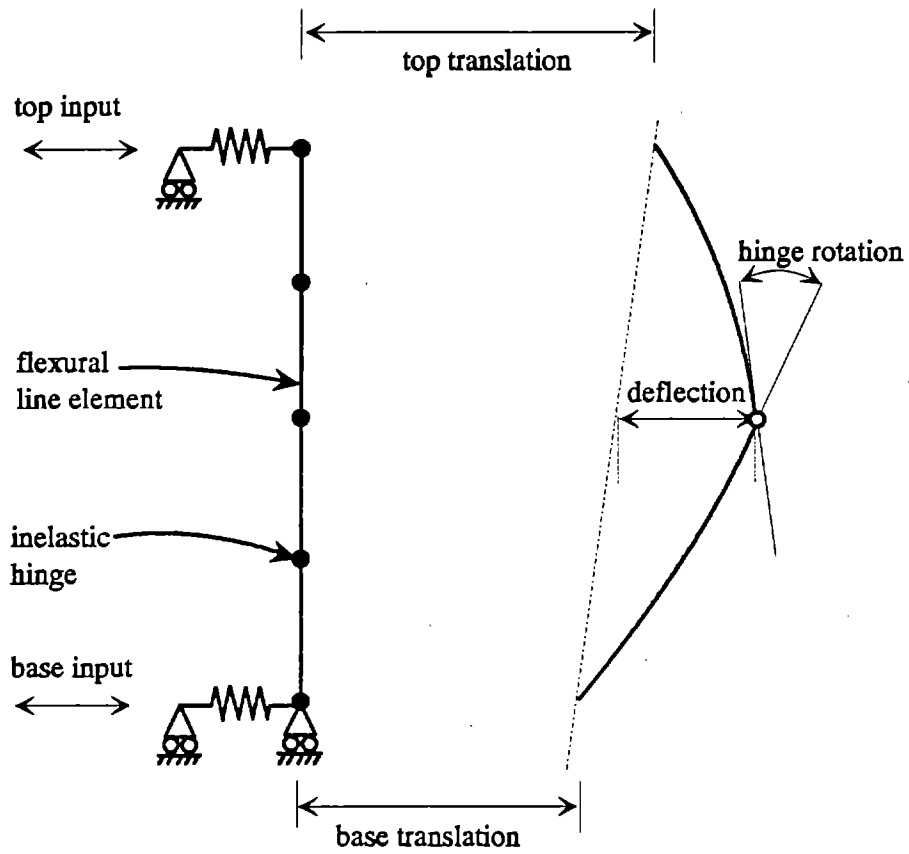 top translation
top input
hinge rotation
flexural
line element
deflection
inelastic
hinge
base input
base translation